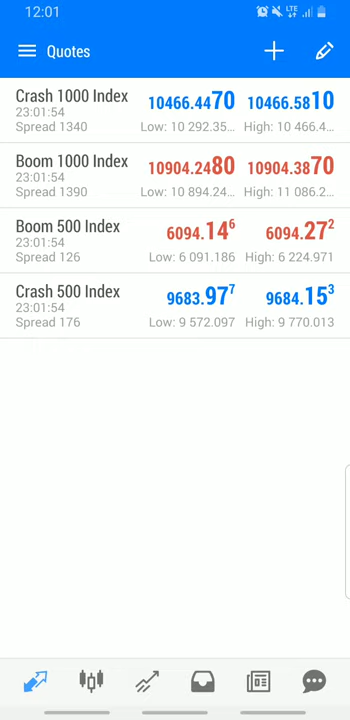 12:01
LTE
Quotes
Crash 1000 Index
23:01:54
Spread 1340
10466.4470 10466.5810
Low: 10 292.35... High: 10 466.4...
Boom 1000 Index
23:01:54
Spread 1390
10904.2480 10904.3870
Low: 10 894.24... High: 11 086.2...
Boom 500 Index
23:01:54
Spread 126
6094.146 6094.272
Low: 6 091.186 High: 6 224.971
Crash 500 Index
23:01:54
Spread 176
9683.977 9684.153
Low: 9 572.097 High: 9 770.013